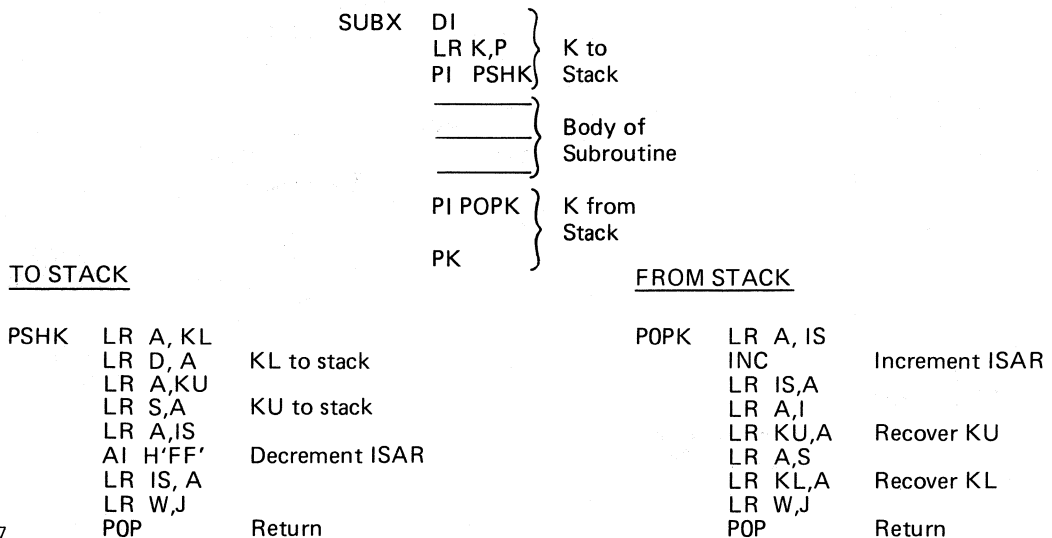 SUBX DI
LR K,P K to
PI PSHK Stack
Body of
Subroutine
PI POPK K from
Stack
PK
TO STACK
PSHK LR A, KL
LR D, A KL to stack
LR A,KU
LR S,A KU to stack
LR A,IS
AI H'FF' Decrement ISAR
LR IS, A
LR W,J
POP Return
7
FROM STACK
POPK LR A, IS
INC Increment ISAR
LR IS,A
LR A,I
LR KU,A Recover KU
LR A,S
LR KL,A Recover KL
LR W,J
POP Return